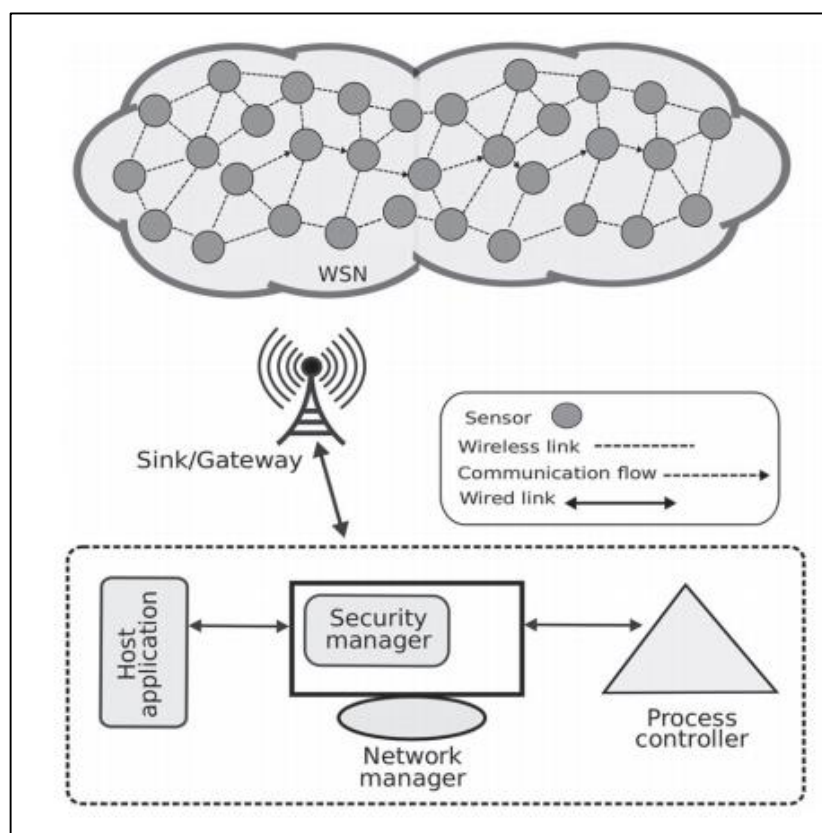 WSN
Sink/Gateway
Sensor
Wireless link
Communication flow
Wired link
Host
application
Security
manager
Network
manager
Process
controller